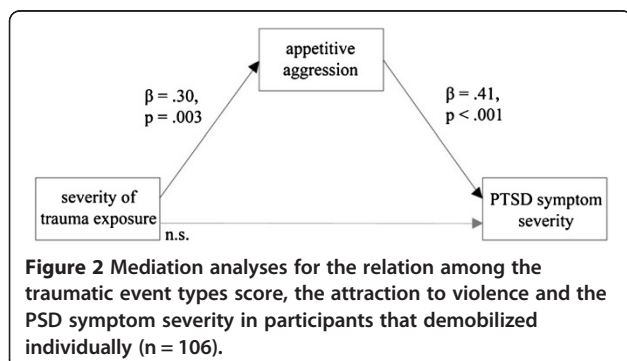 appetitive
aggression
β = .30,
p = .003
β = .41,
p < .001
severity of
trauma exposure
n.s.
PTSD symptom
severity
Figure 2 Mediation analyses for the relation among the
traumatic event types score, the attraction to violence and the
PSD symptom severity in participants that demobilized
individually (n = 106).